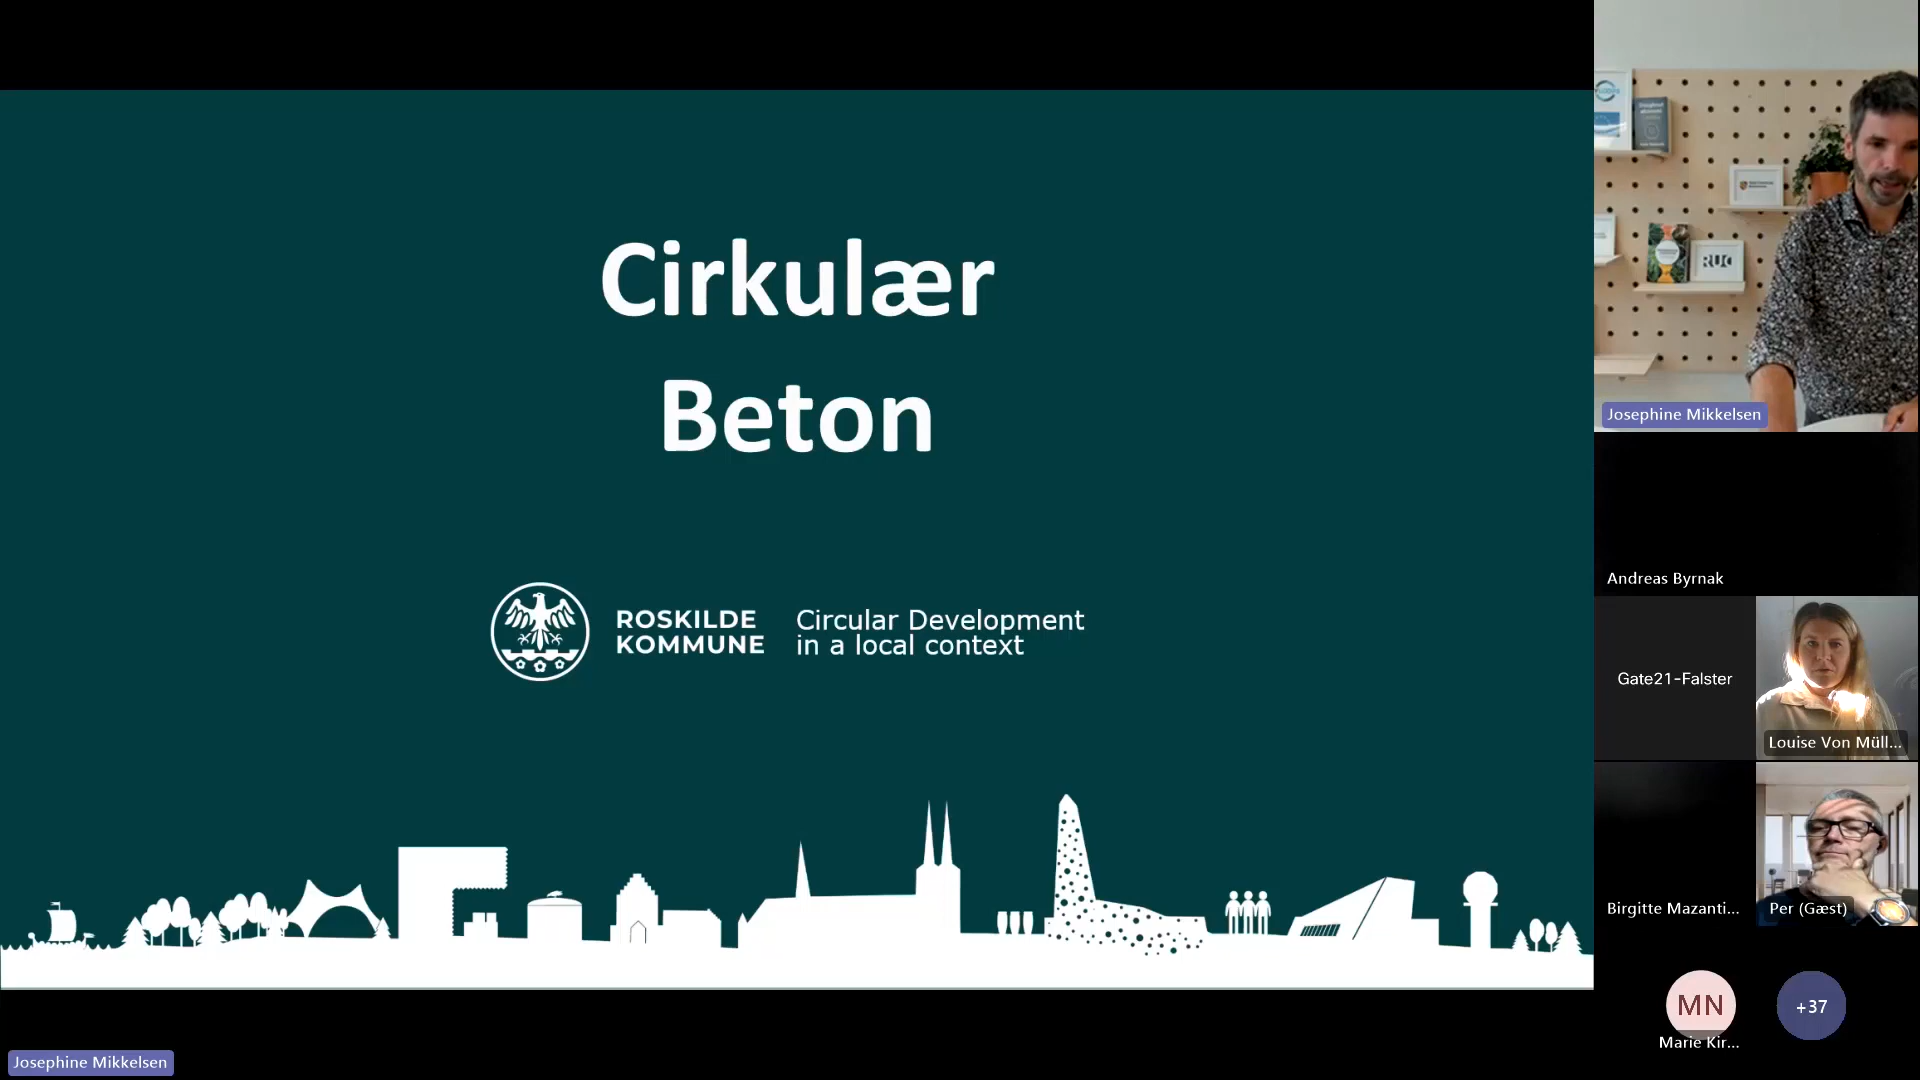 Cirkulær
Beton
ROSKILDE
KOMMUNE
Circular Development
in a local context
Josephine Mikkelsen
RUC
Josephine Mikkelsen
Andreas Byrnak
Gate21-Falster
Louise Von Müll...
Birgitte Mazanti...
Per (Gæst)
MN
+37
Marie Kir...